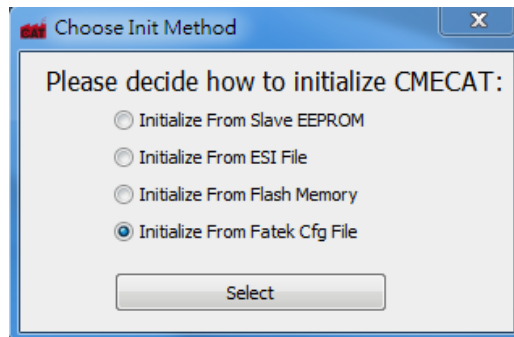 CAT Choose Init Method
Please decide how to initialize CMECAT:
Initialize From Slave EEPROM
Initialize From ESI File
Initialize From Flash Memory
Initialize From Fatek Cfg File
Select